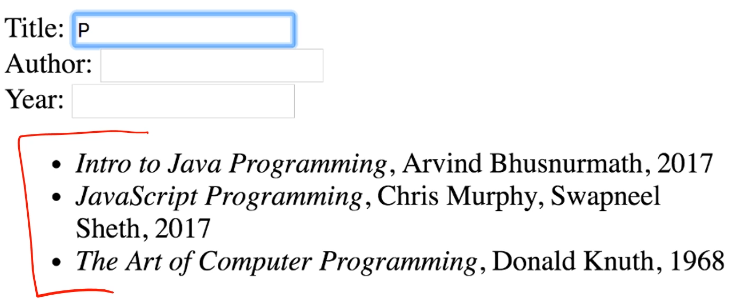 Title: P
Author:
Year:
• Intro to Java Programming, Arvind Bhusnurmath, 2017
• JavaScript Programming, Chris Murphy, Swapneel
Sheth, 2017
• The Art of Computer Programming, Donald Knuth, 1968